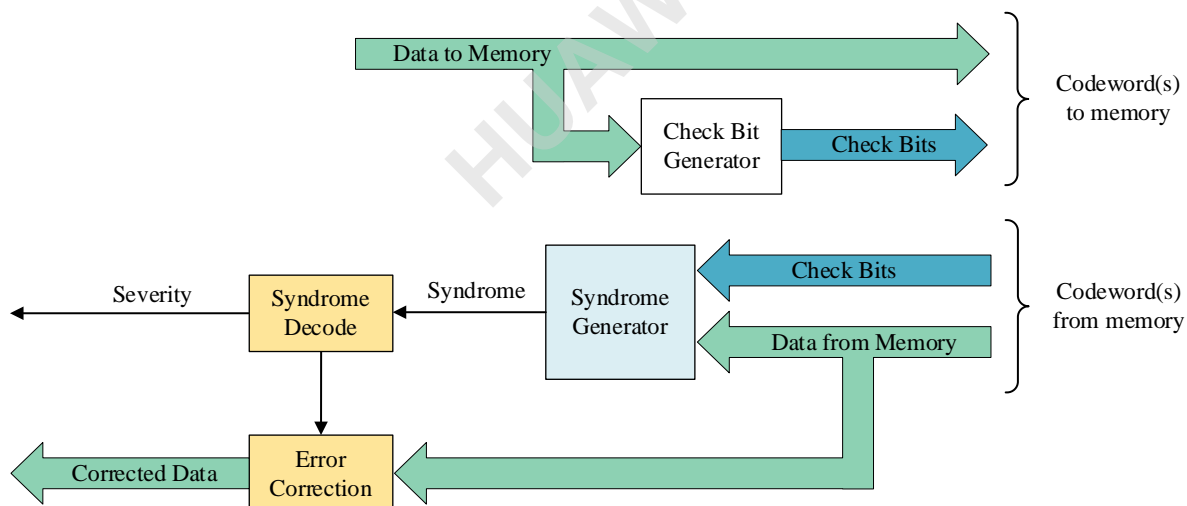 Data to Memory
Codeword(s)
to memory
Check Bit
Generator
Check Bits
HUAW
Check Bits
Codeword(s)
from memory
Severity
Syndrome
Decode
Syndrome
Syndrome
Generator
Data from Memory
Corrected Data
Error
Correction